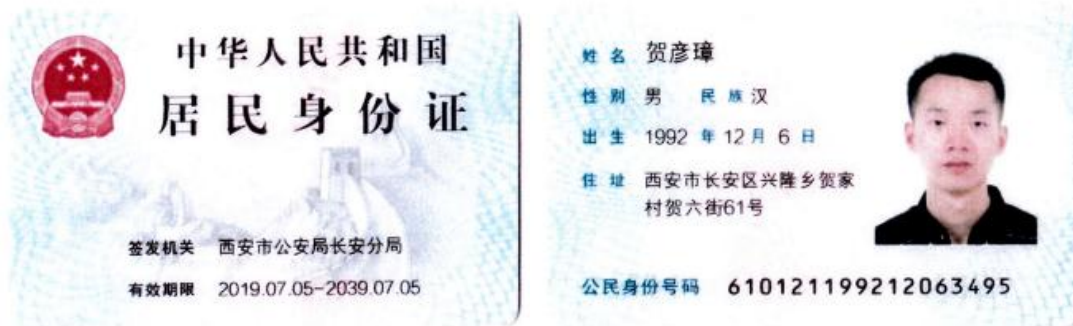 中华人民共和国
居民身份证
签发机关 西安市公安局长安分局
有效期限 2019.07.05-2039.07.05
姓名 贺彦璋
性别 男 民族 汉
出生 1992 年 12 月 6 日
住址 西安市长安区兴隆乡贺家
村贺六街61号
公民身份号码 610121199212063495